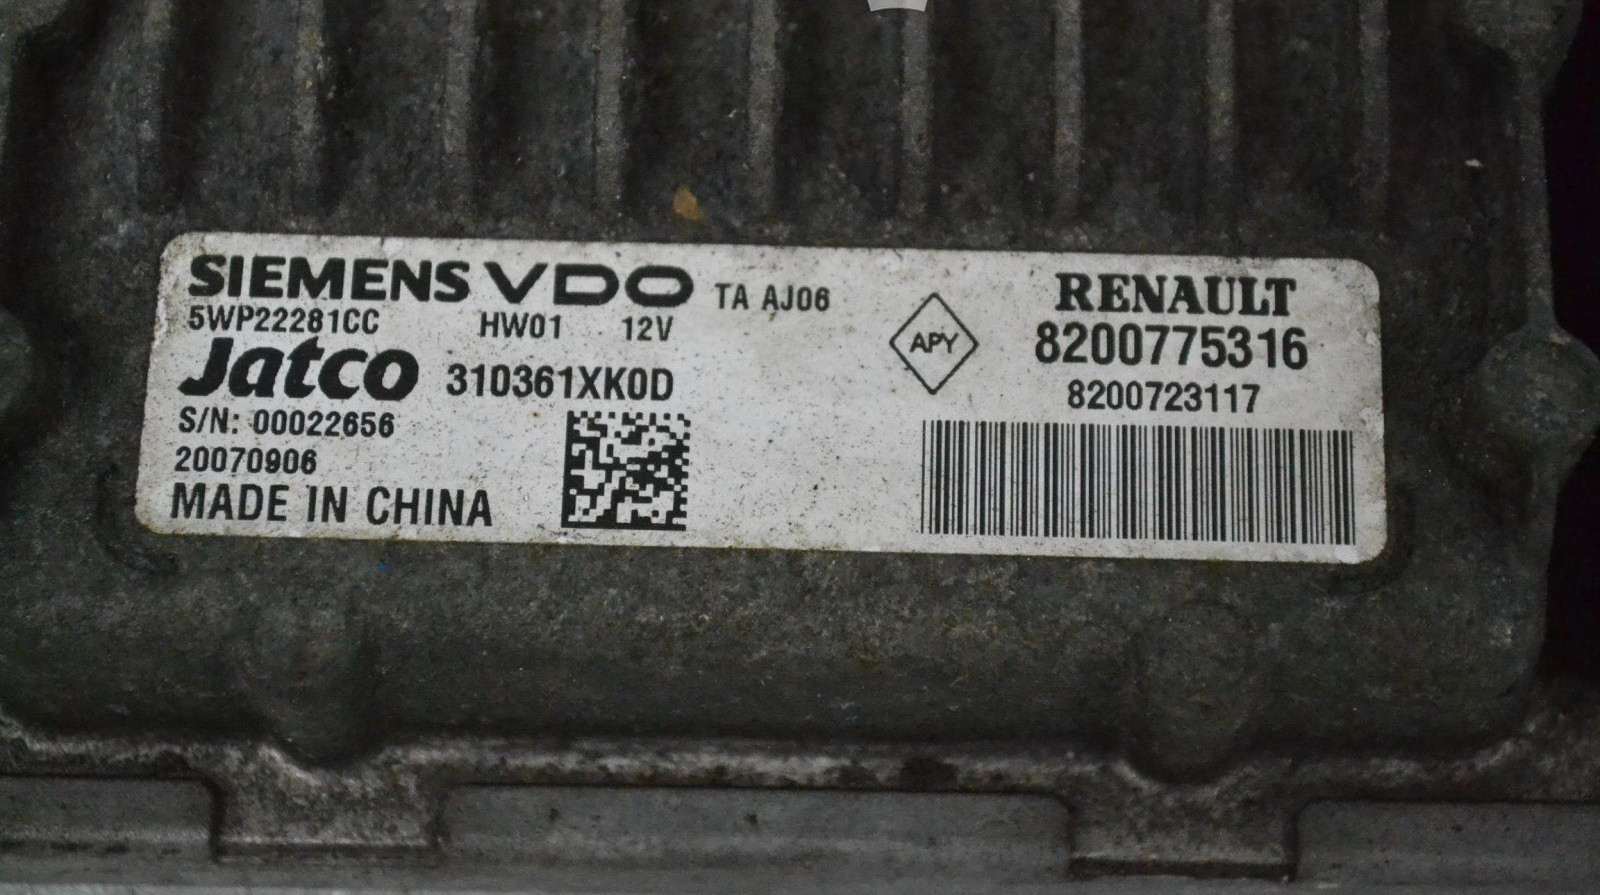 SIEMENS VDO TA AJ06
5WP22281CC HW01 12V
Jatco 310361XK0D
S/N: 00022656
20070906
MADE IN CHINA
APY
RENAULT
8200775316
8200723117